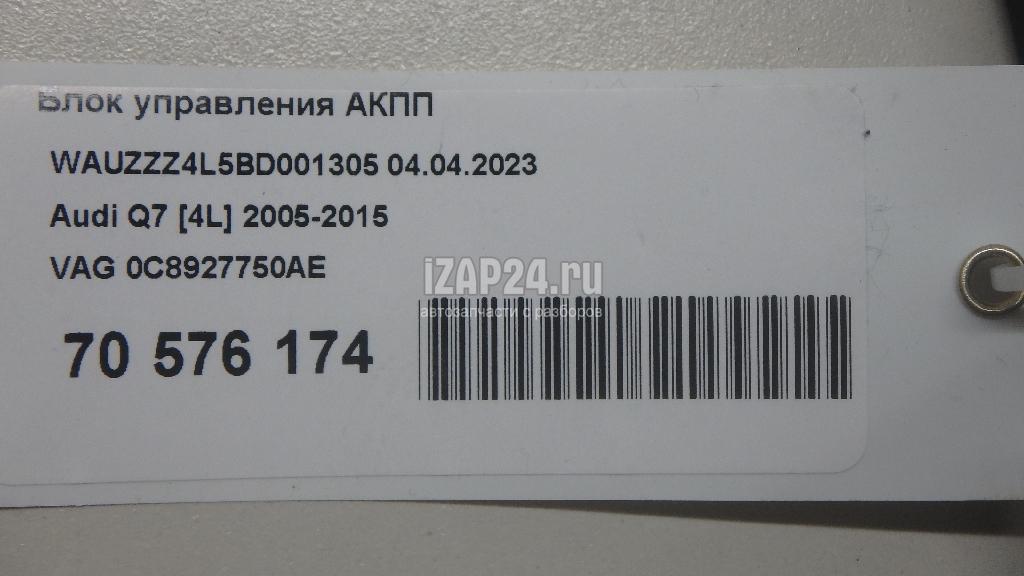 Блок управления АКПП
WAUZZZ4L5BD001305 04.04.2023
Audi Q7 [4L] 2005-2015
VAG 0C8927750AE
iZAP24.ru
автозапчасти с разборов
70 576 174